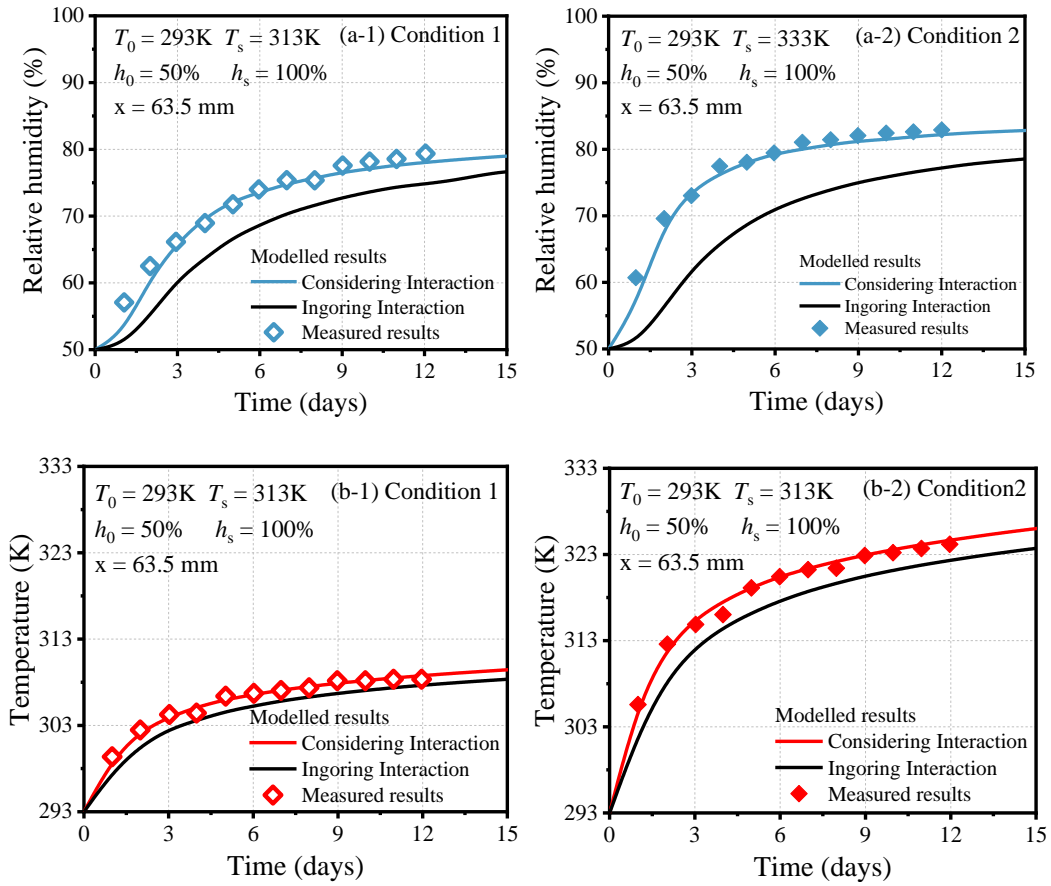 (a-1) Condition 1
T₀ = 293K Tₛ = 313K
h₀ = 50% hₛ = 100%
x = 63.5 mm
Modelled results
Considering Interaction
Ingoring Interaction
Measured results
Relative humidity (%)
100
90
80
70
60
50
0 3 6 9 12 15
Time (days)
(a-2) Condition 2
T₀ = 293K Tₛ = 333K
h₀ = 50% hₛ = 100%
x = 63.5 mm
Modelled results
Considering Interaction
Ingoring Interaction
Measured results
Relative humidity (%)
100
90
80
70
60
50
0 3 6 9 12 15
Time (days)
(b-1) Condition 1
T₀ = 293K Tₛ = 313K
h₀ = 50% hₛ = 100%
x = 63.5 mm
Modelled results
Considering Interaction
Ingoring Interaction
Measured results
Temperature (K)
333
323
313
303
293
0 3 6 9 12 15
Time (days)
(b-2) Condition2
T₀ = 293K Tₛ = 313K
h₀ = 50% hₛ = 100%
x = 63.5 mm
Modelled results
Considering Interaction
Ingoring Interaction
Measured results
Temperature (K)
333
323
313
303
293
0 3 6 9 12 15
Time (days)